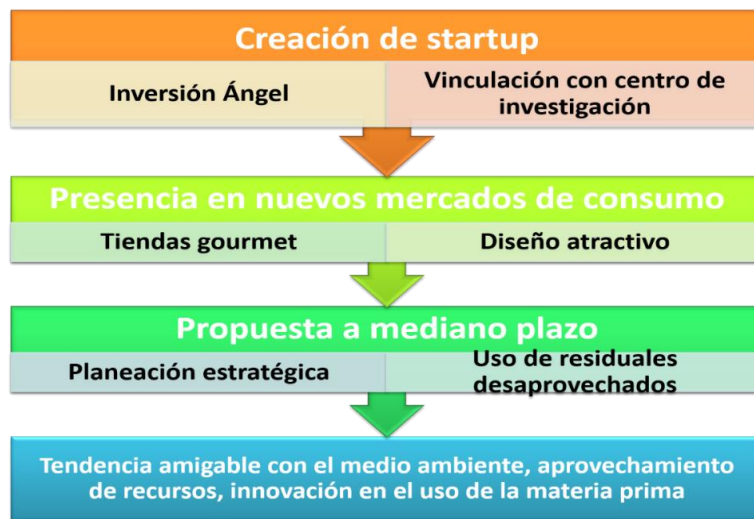 Creación de startup
Inversión Ángel
Vinculación con centro de
investigación
Presencia en nuevos mercados de consumo
Tiendas gourmet
Diseño atractivo
Propuesta a mediano plazo
Planeación estratégica
Uso de residuales
desaprovechados
Tendencia amigable con el medio ambiente, aprovechamiento
de recursos, innovación en el uso de la materia prima